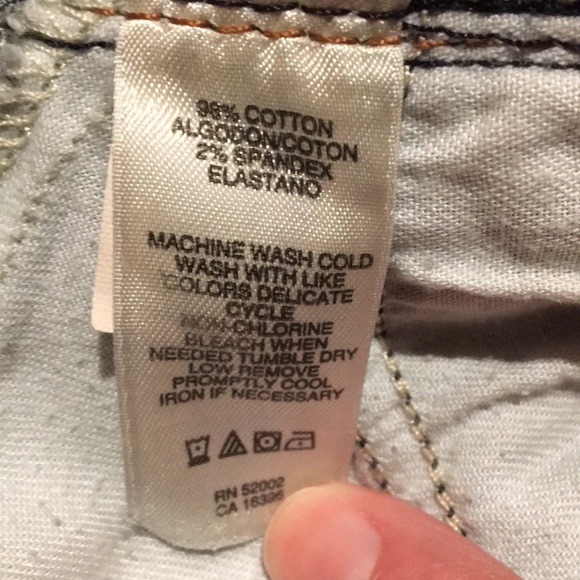 98% COTTON
ALGODON/COTON
2% SPANDEX
ELASTANO
MACHINE WASH COLD
WASH WITH LIKE
COLORS DELICATE
CYCLE
NON-CHLORINE
BLEACH WHEN
NEEDED TUMBLE DRY
LOW REMOVE
PROMPTLY COOL
IRON IF NECESSARY
RN 52002
CA 16396